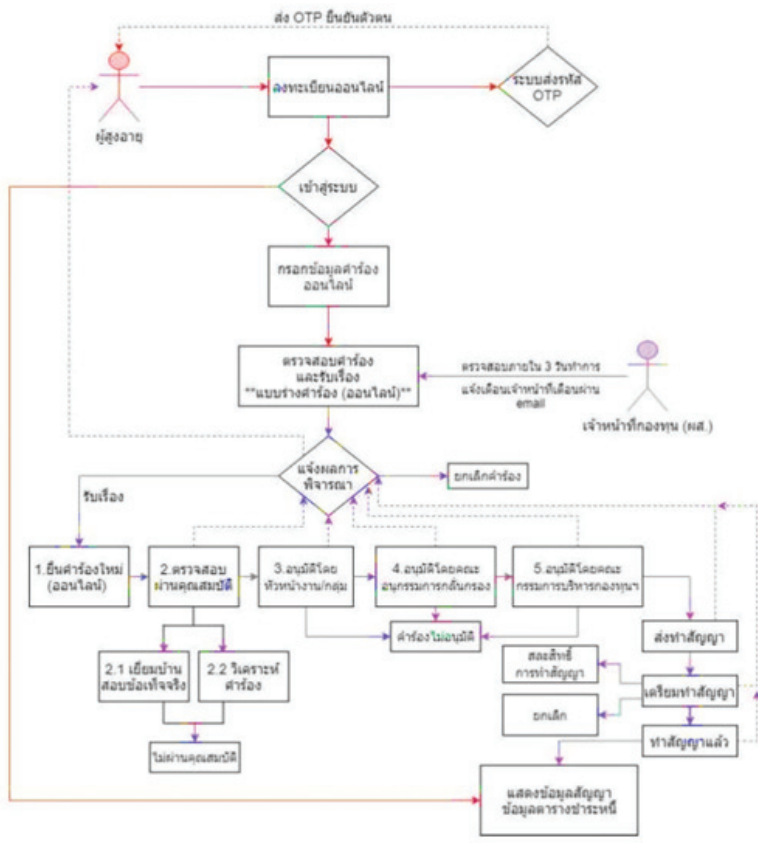 ส่ง OTP ยืนยันตัวตน
ผู้สูงอายุ
ลงทะเบียนออนไลน์
ระบบส่งรหัส
OTP
เข้าสู่ระบบ
กรอกข้อมูลคำร้อง
ออนไลน์
ตรวจสอบคำร้อง
และรับเรื่อง
**แบบร่างคำร้อง (ออนไลน์)**
ตรวจสอบภายใน 3 วันทำการ
แจ้งเตือนเจ้าหน้าที่เตือนผ่าน
email
เจ้าหน้าที่กองทุน (ผส.)
แจ้งผลการ
พิจารณา
ยกเลิกคำร้อง
รับเรื่อง
1.ยื่นคำร้องใหม่
(ออนไลน์)
2.ตรวจสอบ
ผ่านคุณสมบัติ
3.อนุมัติโดย
หัวหน้างาน/กลุ่ม
4.อนุมัติโดยคณะ
อนุกรรมการกลั่นกรอง
5.อนุมัติโดยคณะ
กรรมการบริหารกองทุนฯ
คำร้องไม่อนุมัติ
ส่งทำสัญญา
2.1 เยี่ยมบ้าน
สอบข้อเท็จจริง
2.2 วิเคราะห์
คำร้อง
สละสิทธิ์
การทำสัญญา
เตรียมทำสัญญา
ยกเลิก
ทำสัญญาแล้ว
ไม่ผ่านคุณสมบัติ
แสดงข้อมูลสัญญา
ข้อมูลตารางชำระหนี้